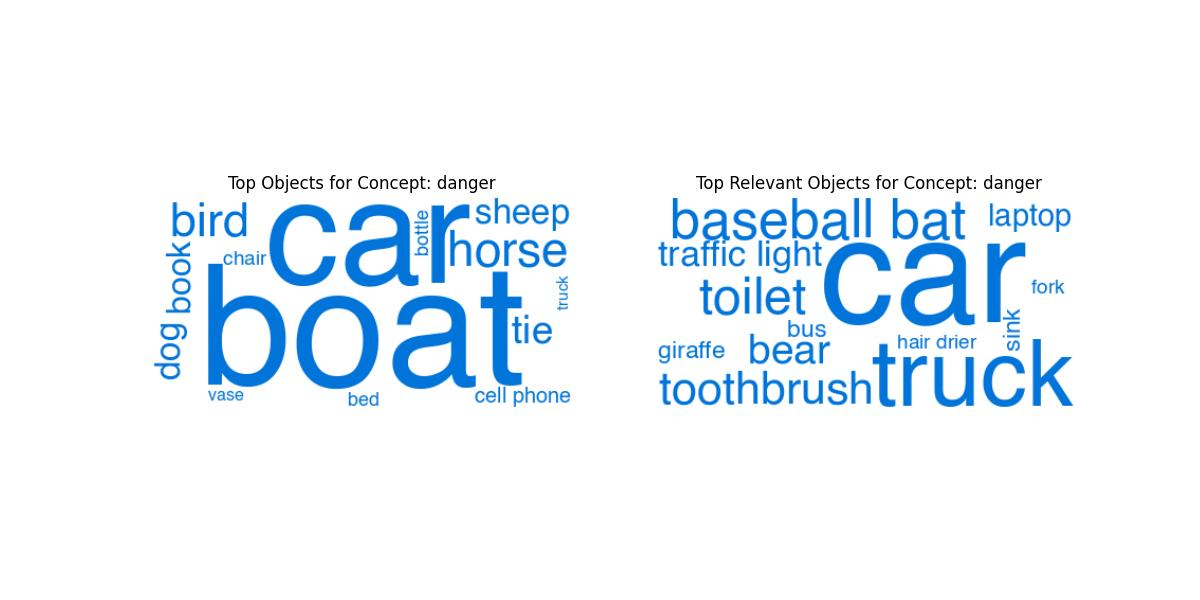 Top Objects for Concept: danger
bird
car
bottle
sheep
horse
chair
book
boat
truck
tie
dog
vase
bed
cell phone
Top Relevant Objects for Concept: danger
baseball bat
laptop
traffic light
car
toilet
fork
bus
sink
giraffe
bear
hair drier
toothbrush
truck